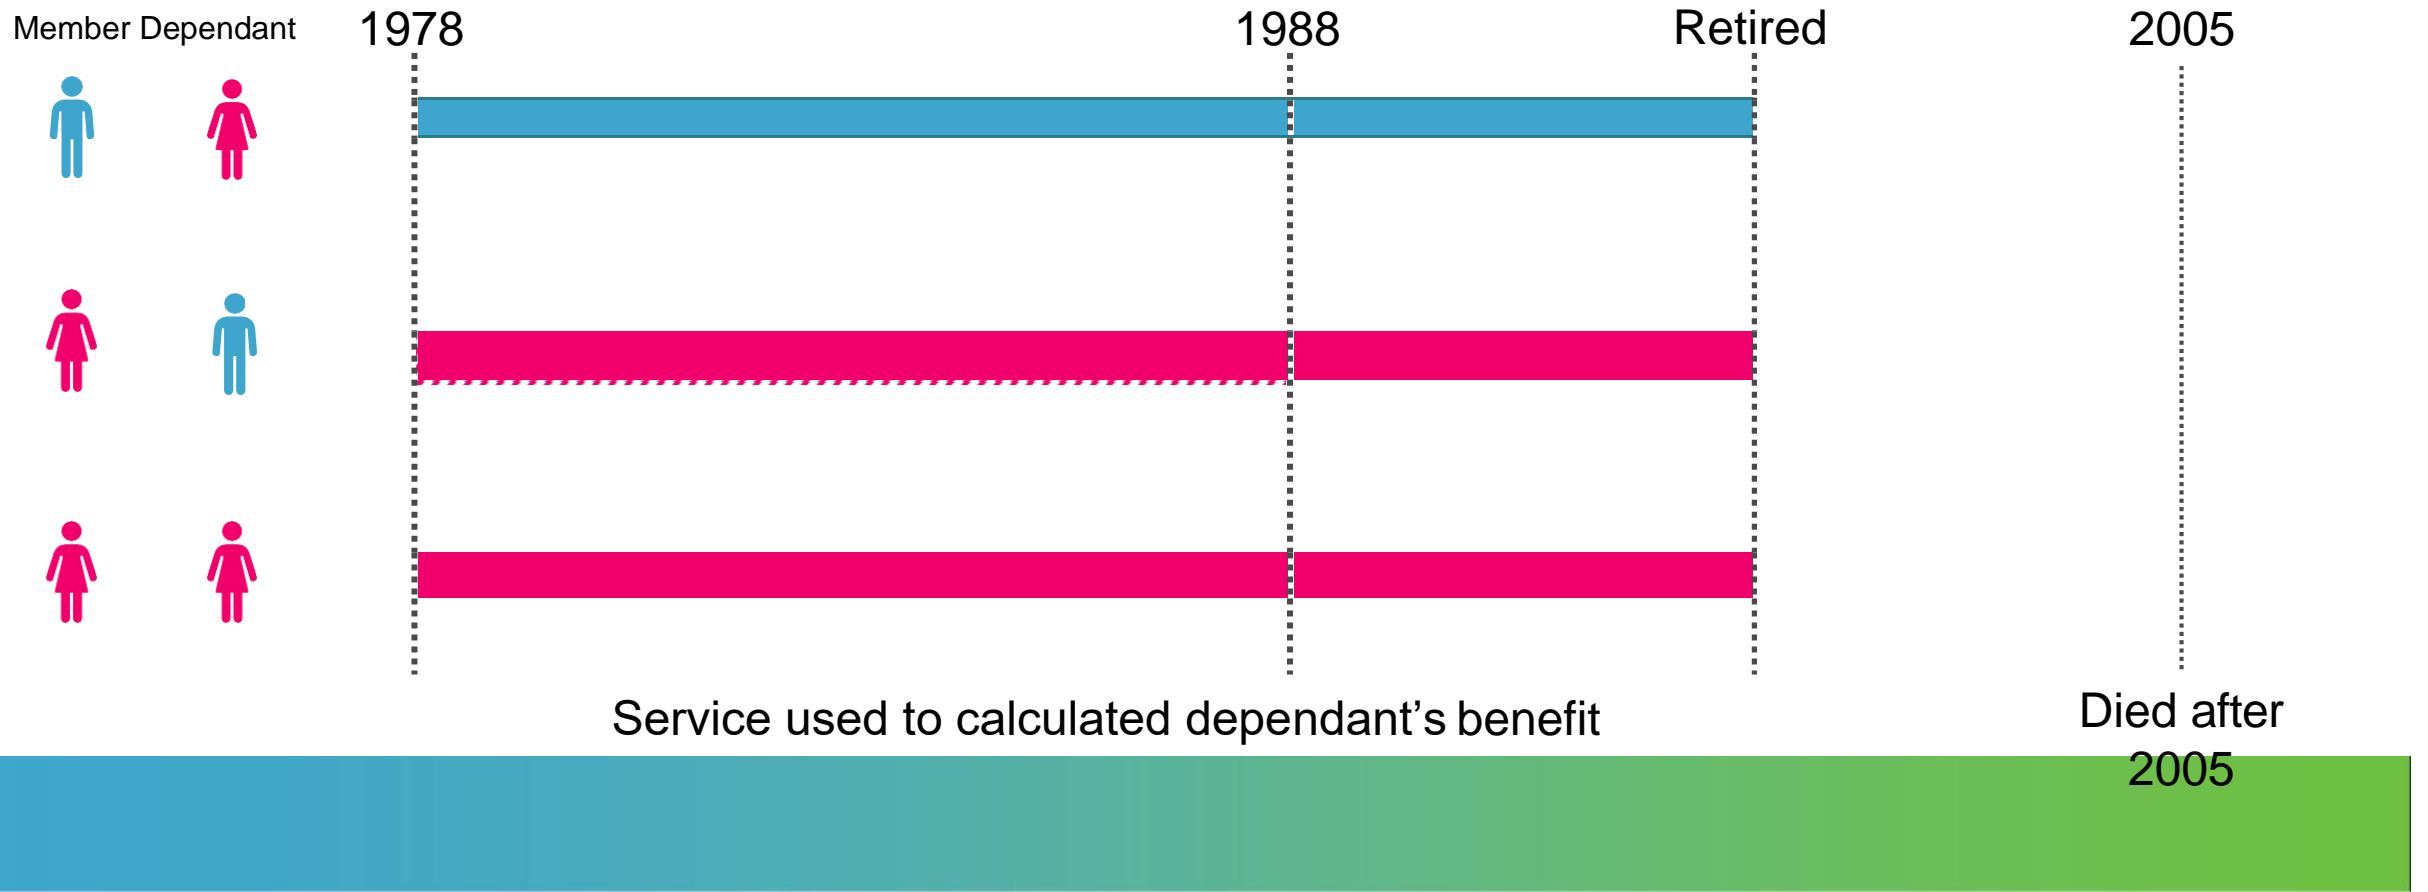 Member Dependant 1978 1988 Retired 2005
Service used to calculated dependant’s benefit
Died after
2005